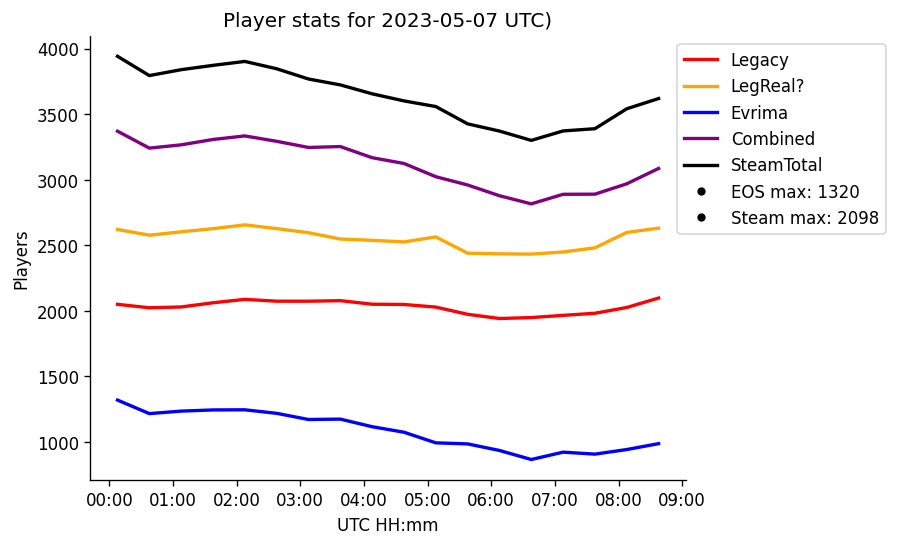 Player stats for 2023-05-07 UTC)
Players
4000
3500
3000
2500
2000
1500
1000
00:00 01:00 02:00 03:00 04:00 05:00 06:00 07:00 08:00 09:00
UTC HH:mm
Legacy
LegReal?
Evrima
Combined
SteamTotal
EOS max: 1320
Steam max: 2098